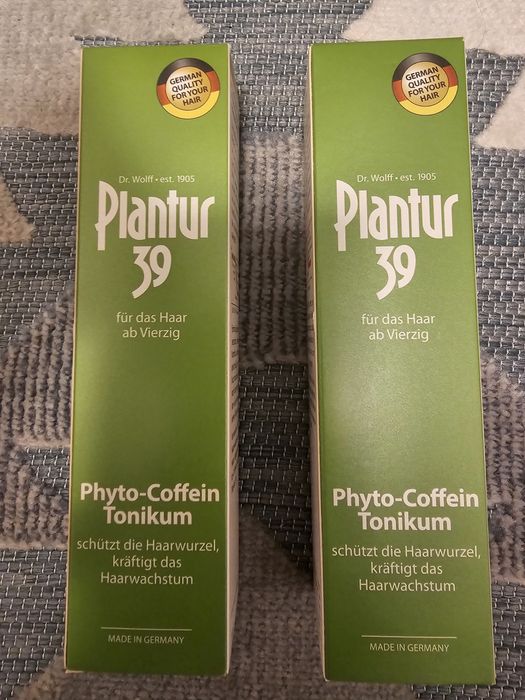 GERMAN
QUALITY
FOR YOUR
HAIR
Dr. Wolff • est. 1905
Plantur
39
für das Haar
ab Vierzig
Phyto-Coffein
Tonikum
schützt die Haarwurzel,
kräftigt das
Haarwachstum
MADE IN GERMANY
GERMAN
QUALITY
FOR YOUR
HAIR
Dr. Wolff • est. 1905
Plantur
39
für das Haar
ab Vierzig
Phyto-Coffein
Tonikum
schützt die Haarwurzel,
kräftigt das
Haarwachstum
MADE IN GERMANY